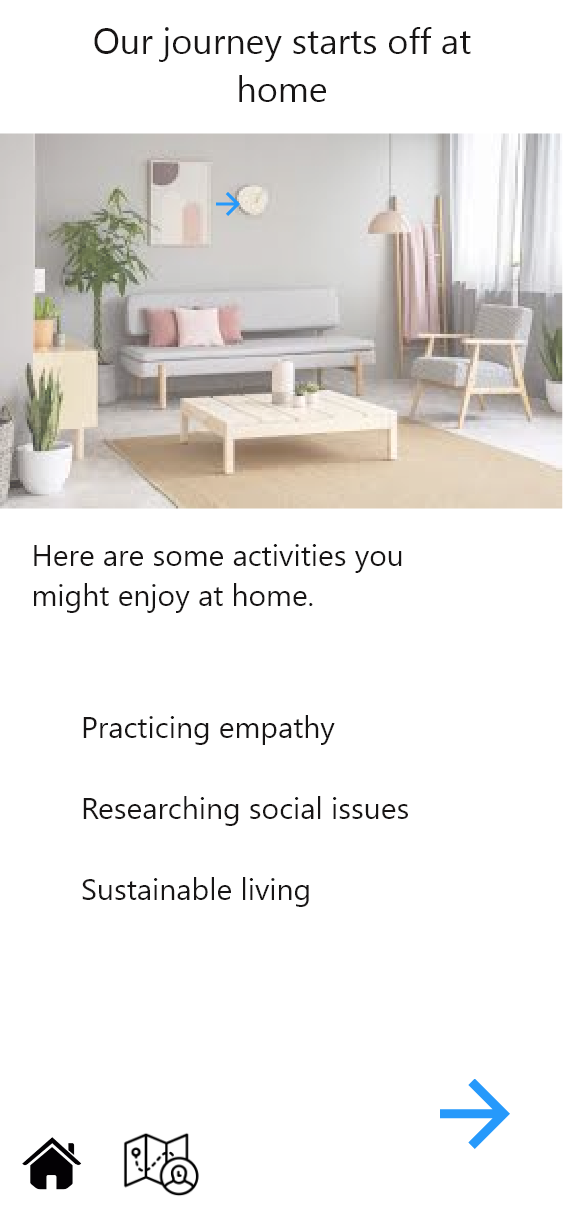 Our journey starts off at
home
Here are some activities you
might enjoy at home.
Practicing empathy
Researching social issues
Sustainable living